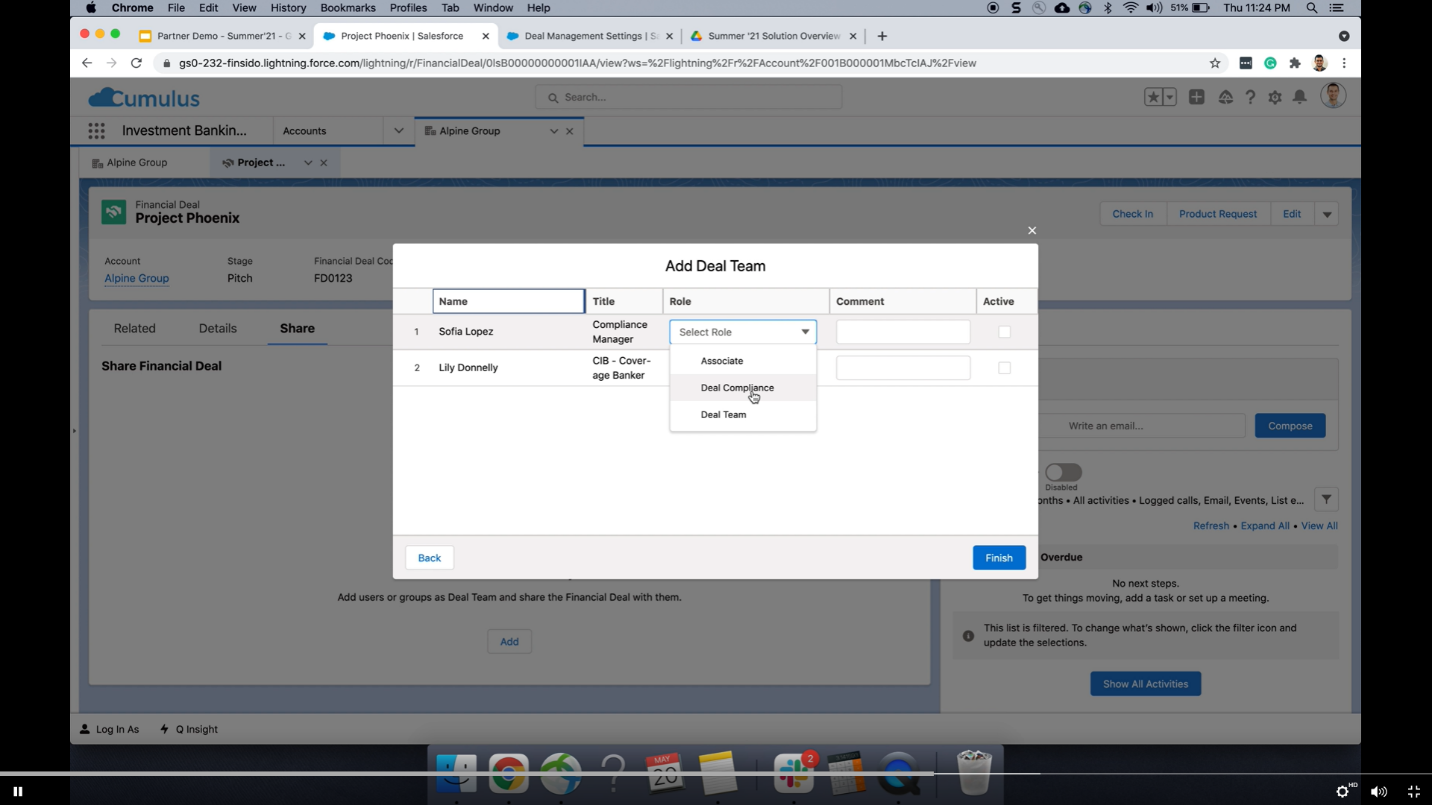 Chrome File Edit View History Bookmarks Profiles Tab Window Help 51% Thu 11:24 PM
Partner Demo - Summer'21 - G Project Phoenix | Salesforce Deal Management Settings | S Summer '21 Solution Overview
gs0-232-finsido.lightning.force.com/lightning/r/FinancialDeal/0IsB00000000001IAA/view?ws=%2Flightning%2Fr%2FAccount%2F001B000001MbcTcIAJ%2Fview
Cumulus Search...
Investment Bankin... Accounts Alpine Group
Alpine Group Project ...
Financial Deal
Project Phoenix
Check In Product Request Edit
Account Stage Financial Deal Coc
Alpine Group Pitch FD0123
Add Deal Team
Name Title Role Comment Active
1 Sofia Lopez Compliance Manager Select Role
Associate
Deal Compliance
Deal Team
2 Lily Donnelly CIB - Cover-
age Banker
Back Finish
Related Details Share
Share Financial Deal
Add users or groups as Deal Team and share the Financial Deal with them.
Add
Write an email... Compose
Disabled
onths • All activities • Logged calls, Email, Events, List e...
Refresh • Expand All • View All
Overdue
No next steps.
To get things moving, add a task or set up a meeting.
This list is filtered. To change what's shown, click the filter icon and
update the selections.
Show All Activities
Log In As Q Insight
MAY
20
2
HD